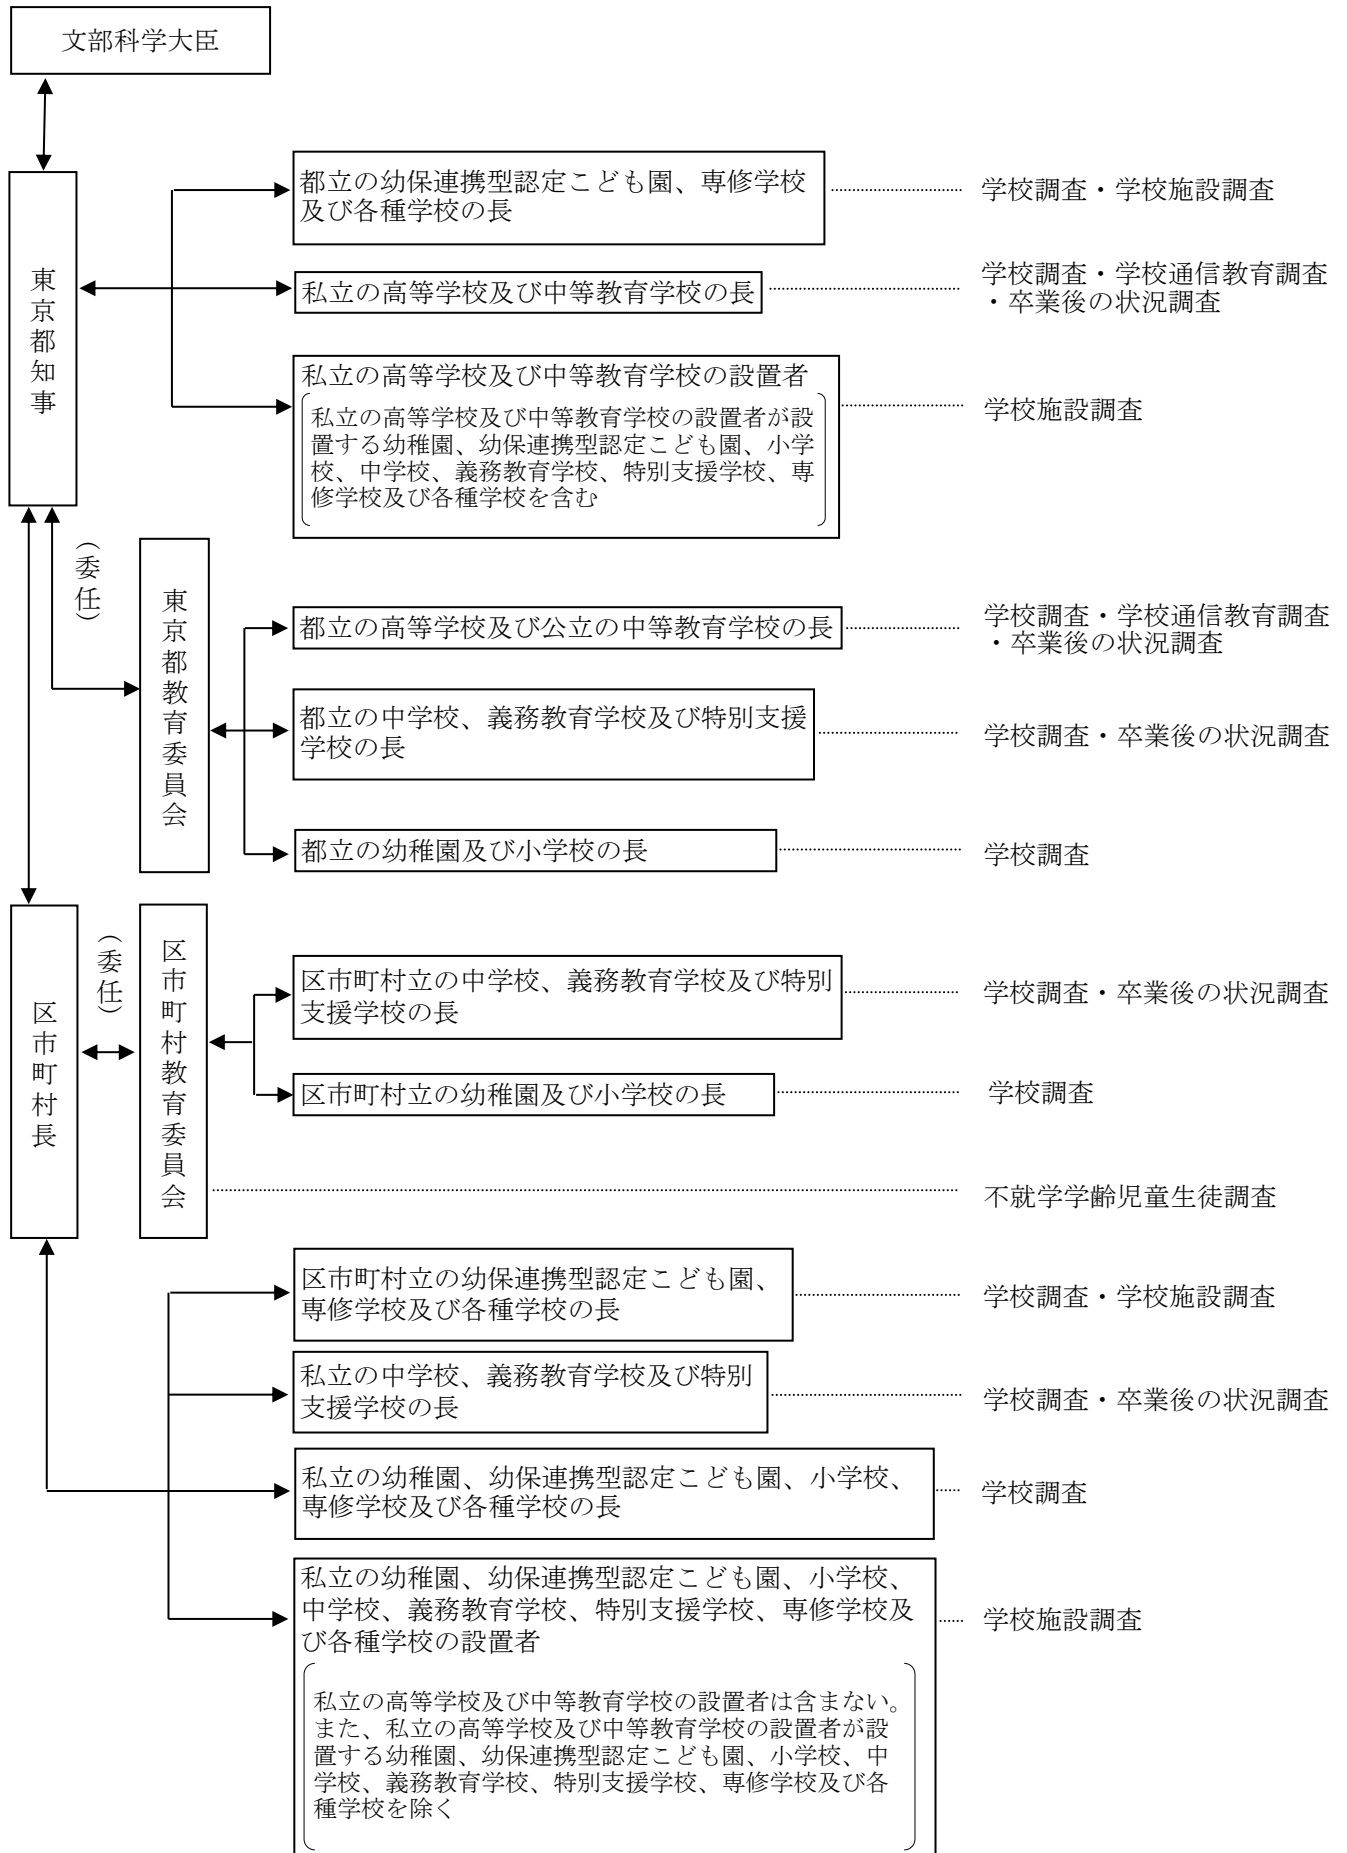 文部科学大臣
東京都知事
都立の幼保連携型認定こども園、専修学校
及び各種学校の長
学校調査・学校施設調査
私立の高等学校及び中等教育学校の長
学校調査・学校通信教育調査
・卒業後の状況調査
私立の高等学校及び中等教育学校の設置者
私立の高等学校及び中等教育学校の設置者が設
置する幼稚園、幼保連携型認定こども園、小学
校、中学校、義務教育学校、特別支援学校、専
修学校及び各種学校を含む
学校施設調査
（委任）
東京都教育委員会
都立の高等学校及び公立の中等教育学校の長
学校調査・学校通信教育調査
・卒業後の状況調査
都立の中学校、義務教育学校及び特別支援
学校の長
学校調査・卒業後の状況調査
都立の幼稚園及び小学校の長
学校調査
区市町村長
（委任）
区市町村教育委員会
区市町村立の中学校、義務教育学校及び特別
支援学校の長
学校調査・卒業後の状況調査
区市町村立の幼稚園及び小学校の長
学校調査
不就学学齢児童生徒調査
区市町村立の幼保連携型認定こども園、
専修学校及び各種学校の長
学校調査・学校施設調査
私立の中学校、義務教育学校及び特別
支援学校の長
学校調査・卒業後の状況調査
私立の幼稚園、幼保連携型認定こども園、小学校、
専修学校及び各種学校の長
学校調査
私立の幼稚園、幼保連携型認定こども園、小学校、
中学校、義務教育学校、特別支援学校、専修学校及
び各種学校の設置者
学校施設調査
私立の高等学校及び中等教育学校の設置者は含まない。
また、私立の高等学校及び中等教育学校の設置者が設
置する幼稚園、幼保連携型認定こども園、小学校、中
学校、義務教育学校、特別支援学校、専修学校及び各
種学校を除く